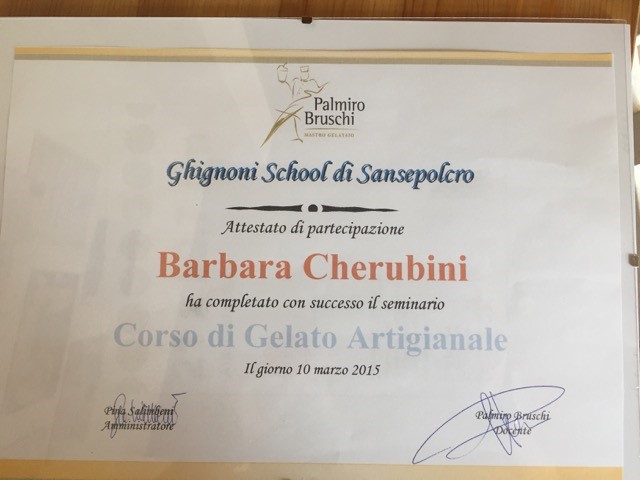 Palmiro
Bruschi
MASTRO GELATAIO
Ghignoni School di Sansepolcro
Attestato di partecipazione
Barbara Cherubini
ha completato con successo il seminario
Corso di Gelato Artigianale
Il giorno 10 marzo 2015
Pina Salimbeni
Amministratore
Palmiro Bruschi
Docente